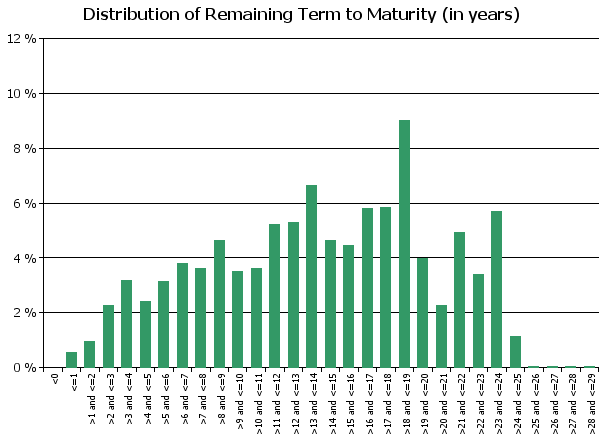 Distribution of Remaining Term to Maturity (in years)
12 %
10 %
8 %
6 %
4 %
2 %
0 %
<0
<=1
>1 and <=2
>2 and <=3
>3 and <=4
>4 and <=5
>5 and <=6
>6 and <=7
>7 and <=8
>8 and <=9
>9 and <=10
>10 and <=11
>11 and <=12
>12 and <=13
>13 and <=14
>14 and <=15
>15 and <=16
>16 and <=17
>17 and <=18
>18 and <=19
>19 and <=20
>20 and <=21
>21 and <=22
>22 and <=23
>23 and <=24
>24 and <=25
>25 and <=26
>26 and <=27
>27 and <=28
>28 and <=29